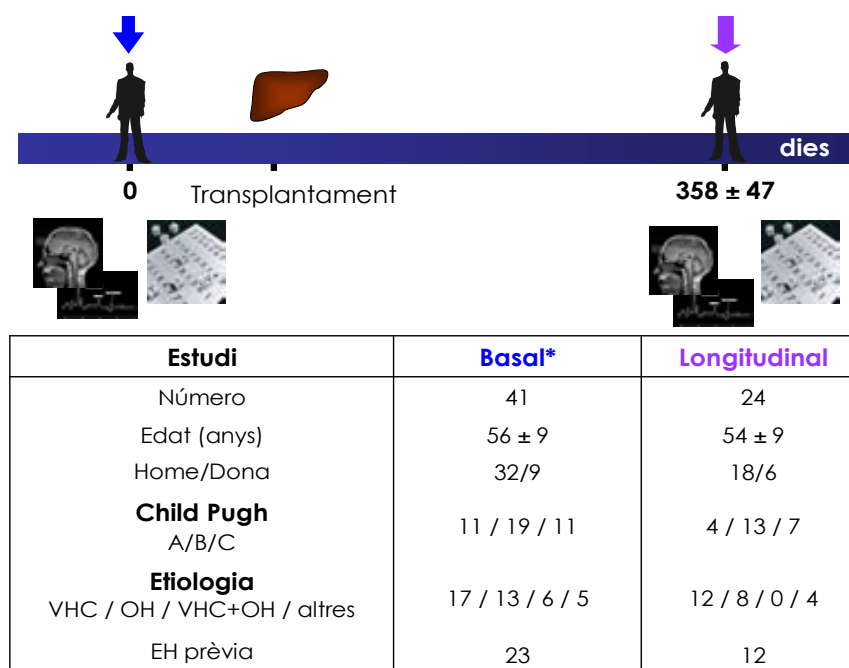 dies
0 Transplantament 358 ± 47
Estudi Basal* Longitudinal
Número 41 24
Edat (anys) 56 ± 9 54 ± 9
Home/Dona 32/9 18/6
Child Pugh
A/B/C 11 / 19 / 11 4 / 13 / 7
Etiologia
VHC / OH / VHC+OH / altres 17 / 13 / 6 / 5 12 / 8 / 0 / 4
EH prèvia 23 12